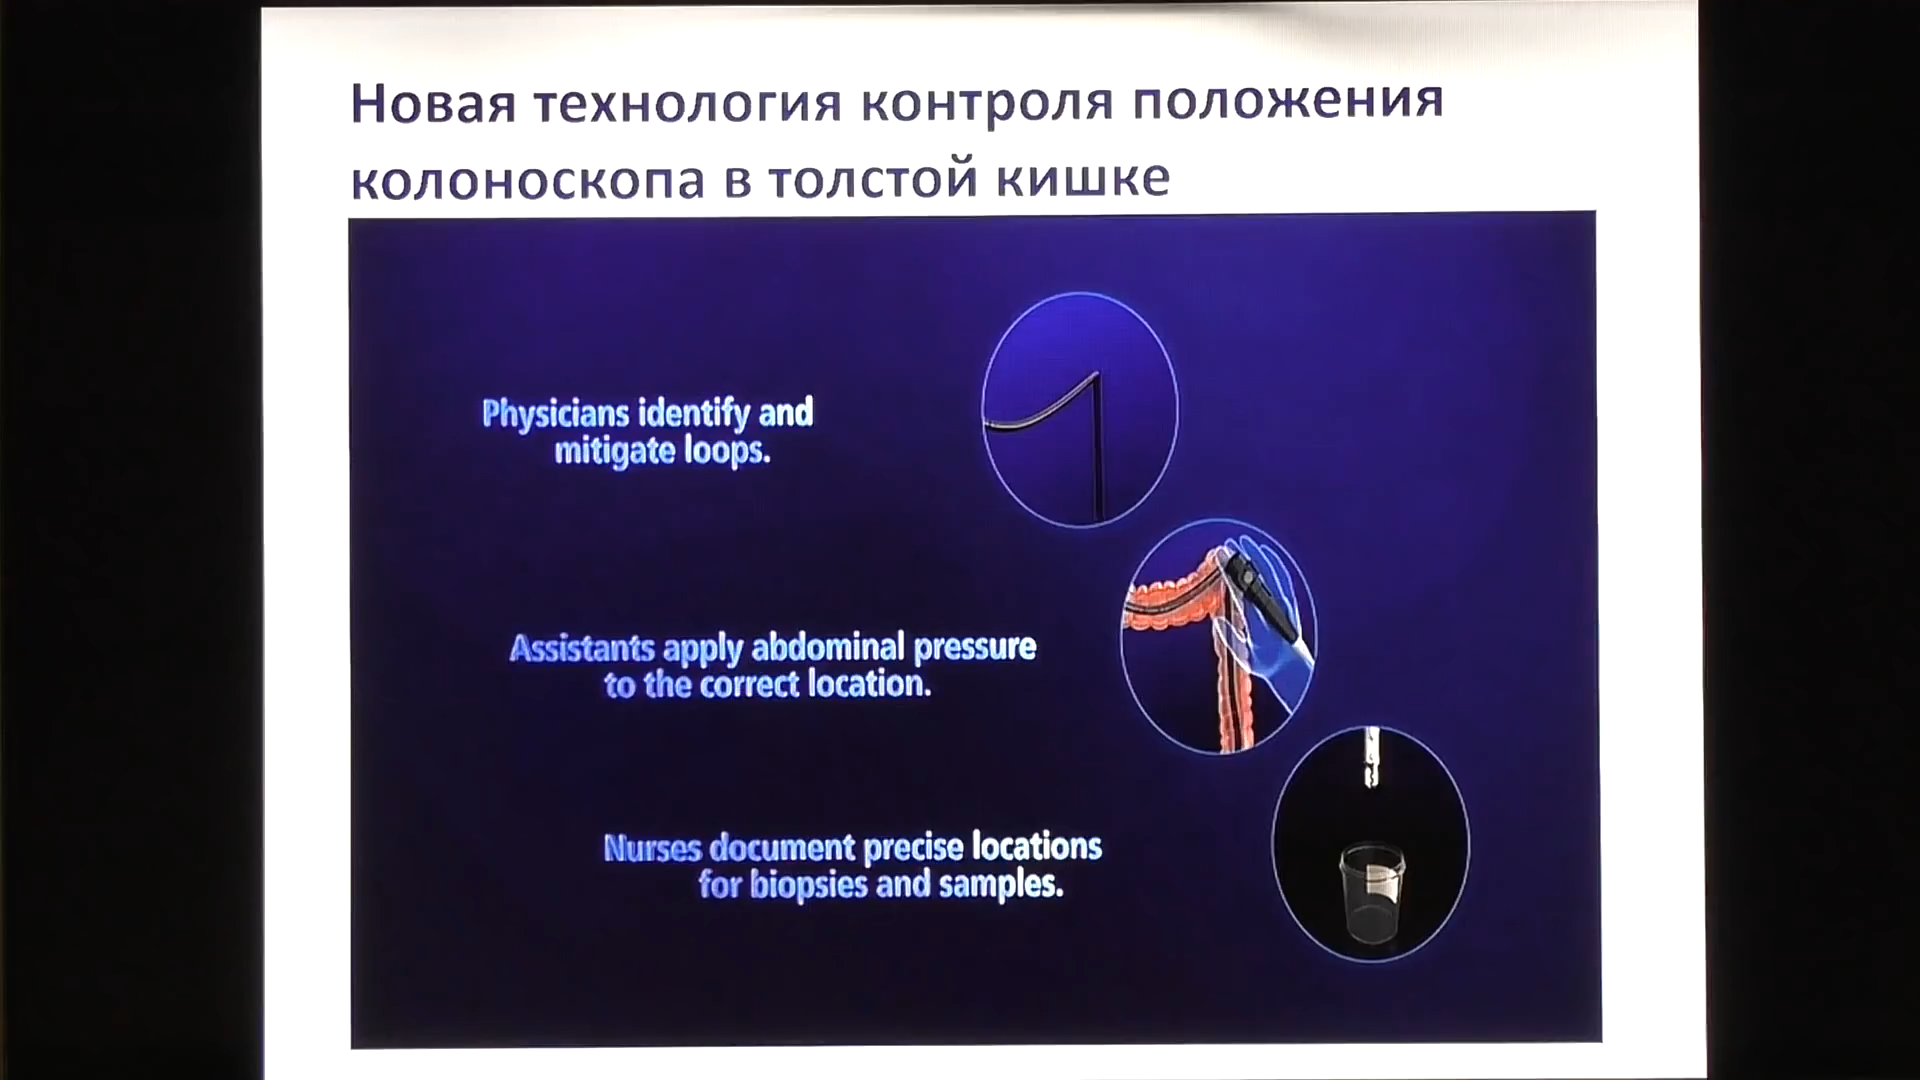 Новая технология контроля положения
колоноскопа в толстой кишке
Physicians identify and
mitigate loops.
Assistants apply abdominal pressure
to the correct location.
Nurses document precise locations
for biopsies and samples.